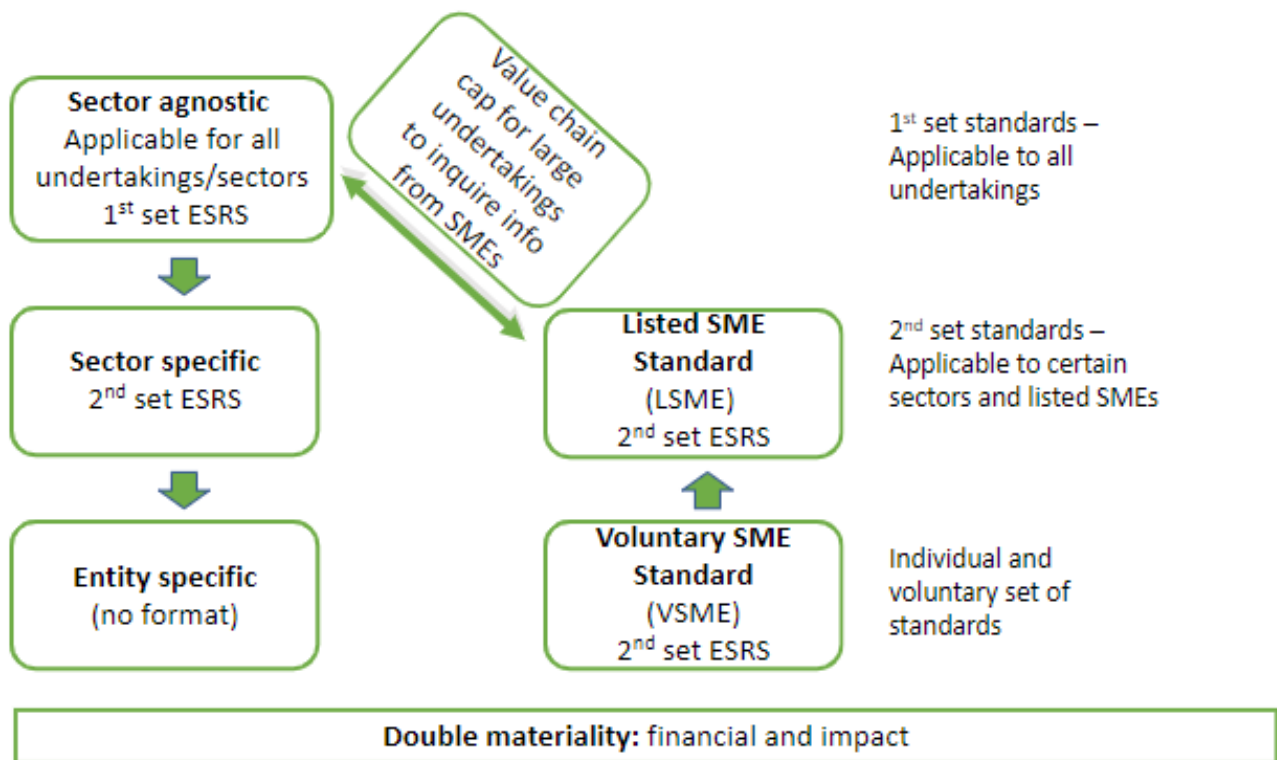 Sector agnostic
Applicable for all
undertakings/sectors
1st set ESRS
Value chain
cap for large
undertakings
to inquire info
from SMEs
1st set standards –
Applicable to all
undertakings
Sector specific
2nd set ESRS
Listed SME
Standard
(LSME)
2nd set ESRS
2nd set standards –
Applicable to certain
sectors and listed SMEs
Entity specific
(no format)
Voluntary SME
Standard
(VSME)
2nd set ESRS
Individual and
voluntary set of
standards
Double materiality: financial and impact